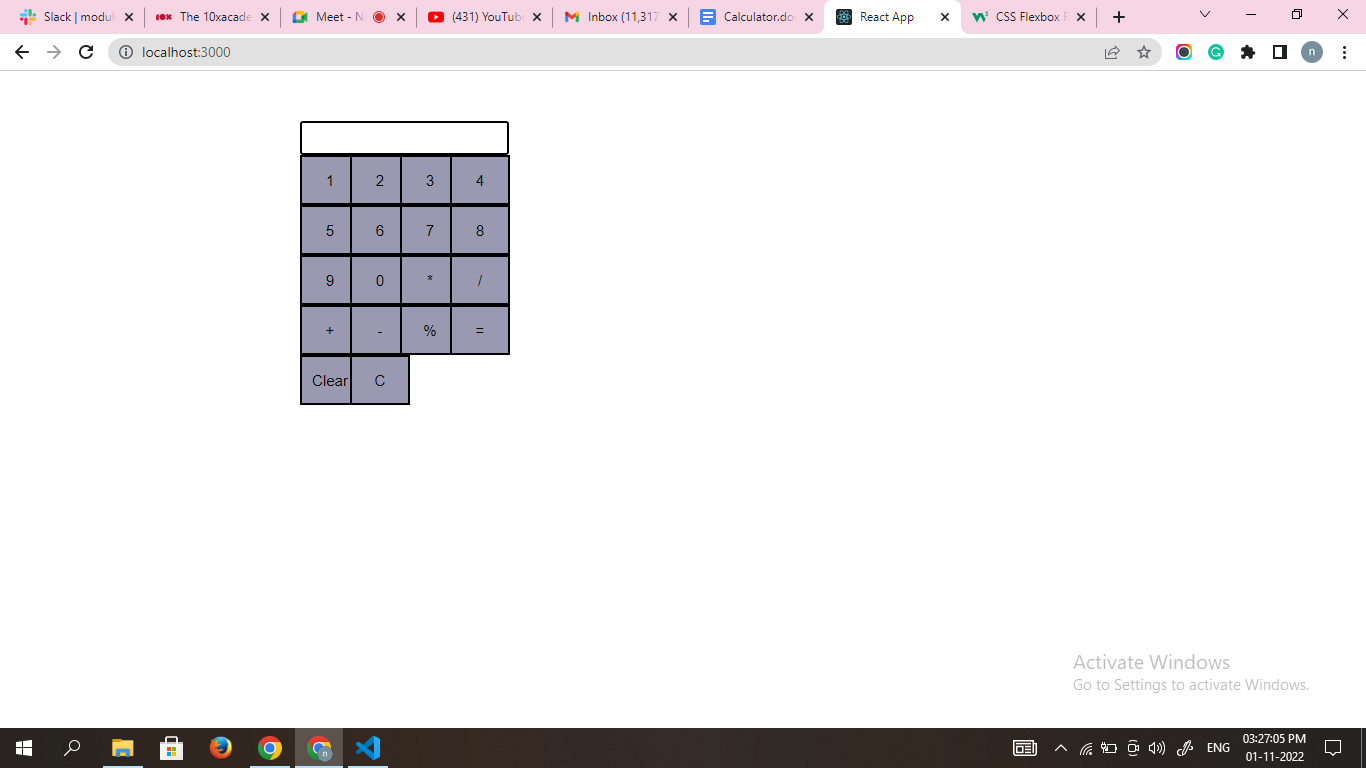 Slack | modul
10x The 10xacade
Meet - N
(431) YouTub
Inbox (11,317
Calculator.do
React App
CSS Flexbox
localhost:3000
n
1 2 3 4
5 6 7 8
9 0 * /
+ - % =
Clear C
Activate Windows
Go to Settings to activate Windows.
n
ENG
03:27:05 PM
01-11-2022